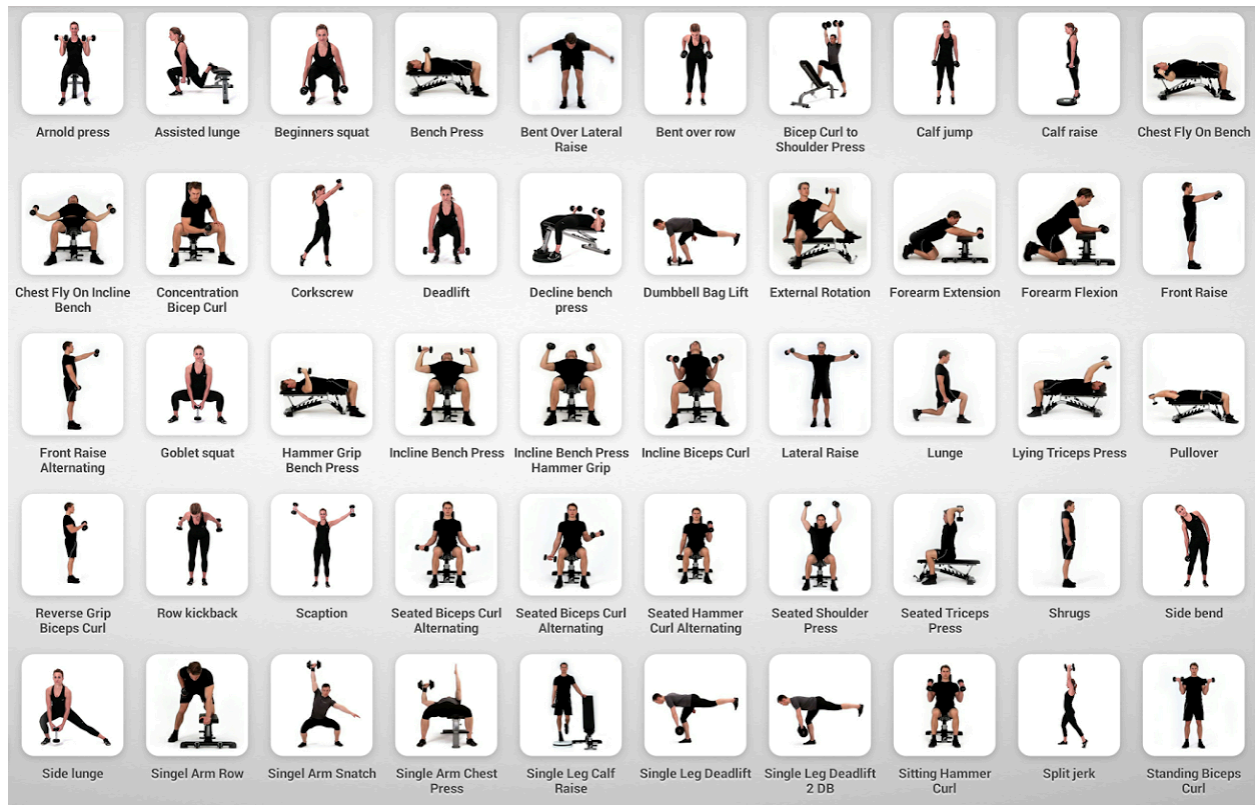 Arnold press
Assisted lunge
Beginners squat
Bench Press
Bent Over Lateral
Raise
Bent over row
Bicep Curl to
Shoulder Press
Calf jump
Calf raise
Chest Fly On Bench
Chest Fly On Incline
Bench
Concentration
Bicep Curl
Corkscrew
Deadlift
Decline bench
press
Dumbbell Bag Lift
External Rotation
Forearm Extension
Forearm Flexion
Front Raise
Front Raise
Alternating
Goblet squat
Hammer Grip
Bench Press
Incline Bench Press
Incline Bench Press
Hammer Grip
Incline Biceps Curl
Lateral Raise
Lunge
Lying Triceps Press
Pullover
Reverse Grip
Biceps Curl
Row kickback
Scaption
Seated Biceps Curl
Alternating
Seated Biceps Curl
Alternating
Seated Hammer
Curl Alternating
Seated Shoulder
Press
Seated Triceps
Press
Shrugs
Side bend
Side lunge
Singel Arm Row
Singel Arm Snatch
Single Arm Chest
Press
Single Leg Calf
Raise
Single Leg Deadlift
Single Leg Deadlift
2 DB
Sitting Hammer
Curl
Split jerk
Standing Biceps
Curl